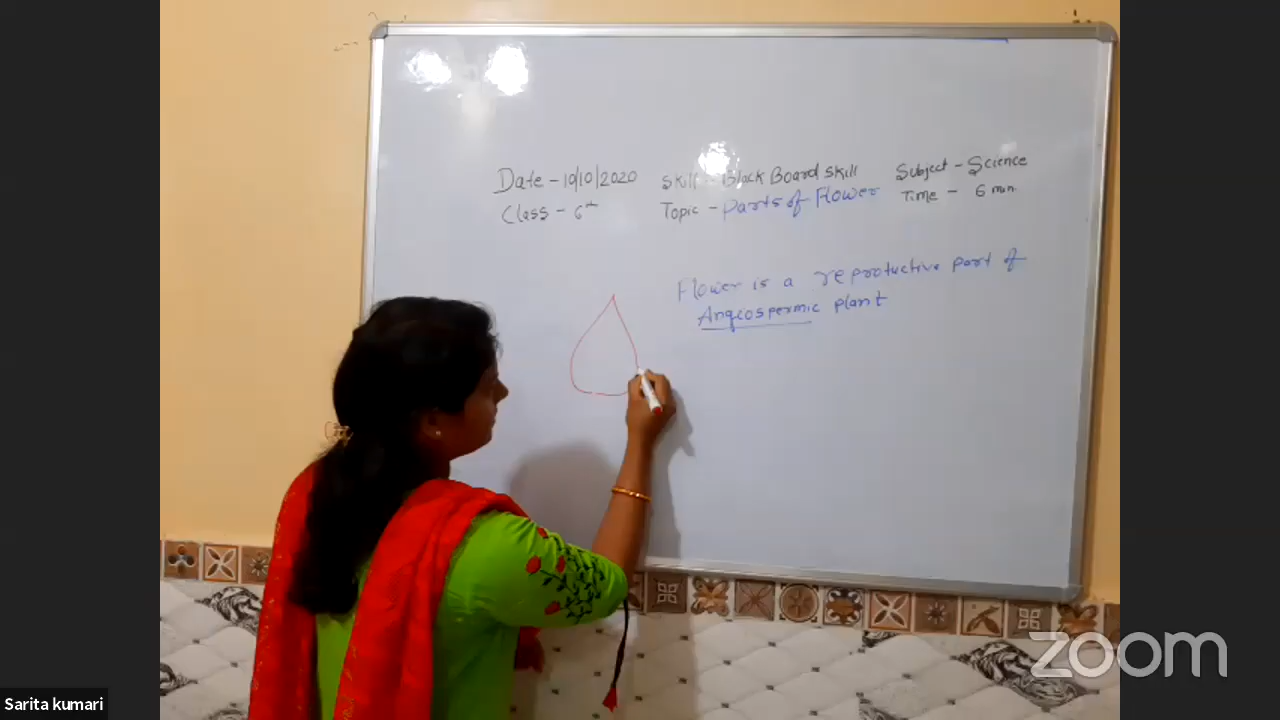 Date - 10/10/2020 Skill - Black Board Skill Subject - Science
Class - 6th Topic - Parts of Flower Time - 6 min.
Flower is a reproductive part of
Angiospermic plant
zoom
Sarita kumari